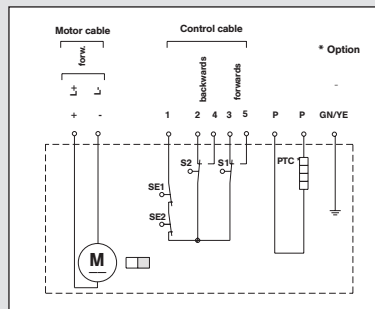 Motor cable
Control cable
* Option
forw.
backwards
forwards
L+
L-
+
-
1
2
4
3
5
P
P
GN/YE
S2
S1
PTC *
SE1
SE2
M